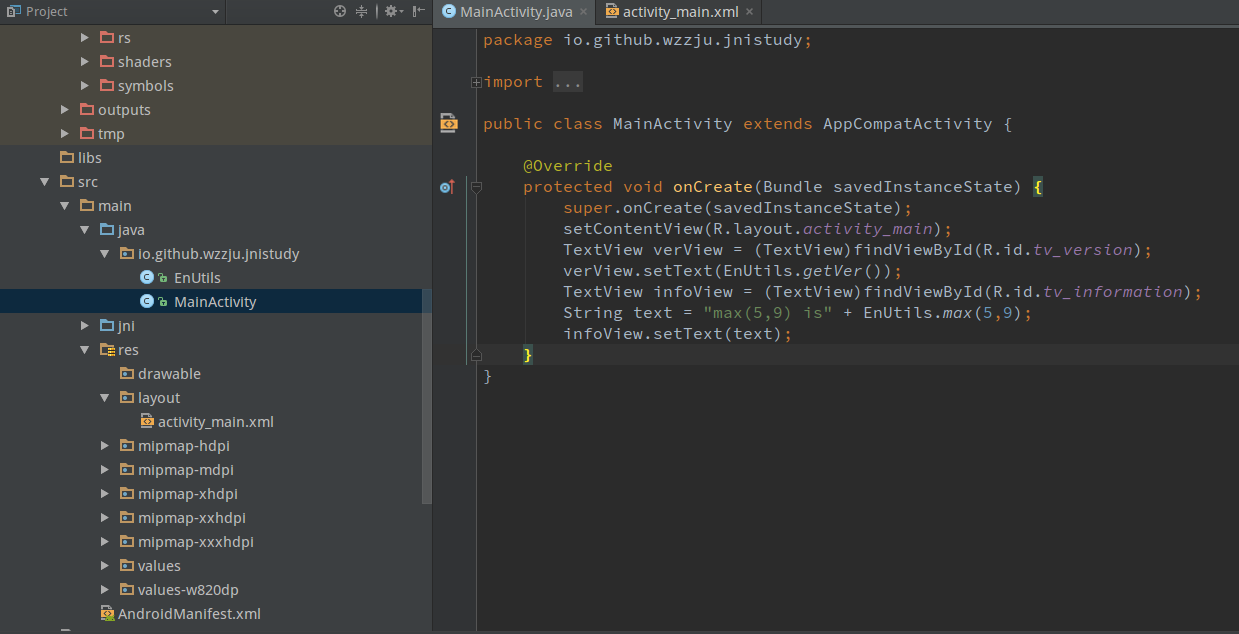 Project
rs
shaders
symbols
outputs
tmp
libs
src
main
java
io.github.wzzju.jnistudy
EnUtils
MainActivity
jni
res
drawable
layout
activity_main.xml
mipmap-hdpi
mipmap-mdpi
mipmap-xhdpi
mipmap-xxhdpi
mipmap-xxxhdpi
values
values-w820dp
AndroidManifest.xml
MainActivity.java
activity_main.xml
package io.github.wzzju.jnistudy;
import ...
public class MainActivity extends AppCompatActivity {
@Override
protected void onCreate(Bundle savedInstanceState) {
super.onCreate(savedInstanceState);
setContentView(R.layout.activity_main);
TextView verView = (TextView)findViewById(R.id.tv_version);
verView.setText(EnUtils.getVer());
TextView infoView = (TextView)findViewById(R.id.tv_information);
String text = "max(5,9) is" + EnUtils.max(5,9);
infoView.setText(text);
}
}